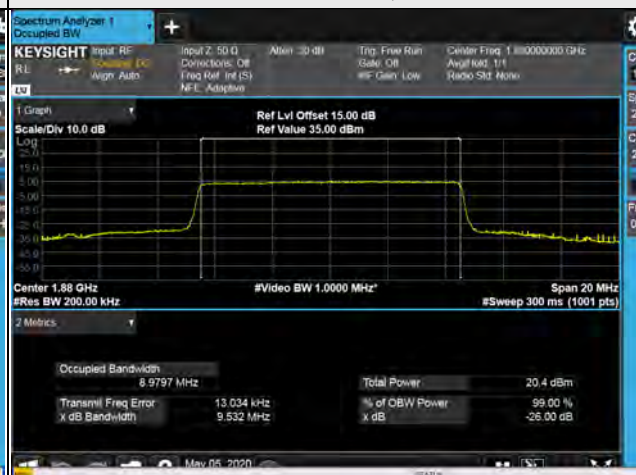 Spectrum Analyzer 1
Occupied BW
KEYSIGHT Input: RF
R L
Align: Auto
Input Z: 50 Ω
Corrections: Off
Freq Ref: Int (S)
NFE: Adaptive
Atten: 30 dB
Trig: Free Run
Gate: Off
#IF Gain: Low
Center Freq: 1.880000000 GHz
Avg|Hold: 1/1
Radio Std: None
1 Graph
Scale/Div 10.0 dB
Ref Lvl Offset 15.00 dB
Ref Value 35.00 dBm
Log
25.0
15.0
5.00
-5.00
-15.0
-25.0
-35.0
-45.0
-55.0
Center 1.88 GHz
#Res BW 200.00 kHz
#Video BW 1.0000 MHz*
Span 20 MHz
#Sweep 300 ms (1001 pts)
2 Metrics
Occupied Bandwidth
8.9797 MHz
Transmit Freq Error 13.034 kHz
x dB Bandwidth 9.532 MHz
Total Power 20.4 dBm
% of OBW Power 99.00 %
x dB -26.00 dB
May 05, 2020